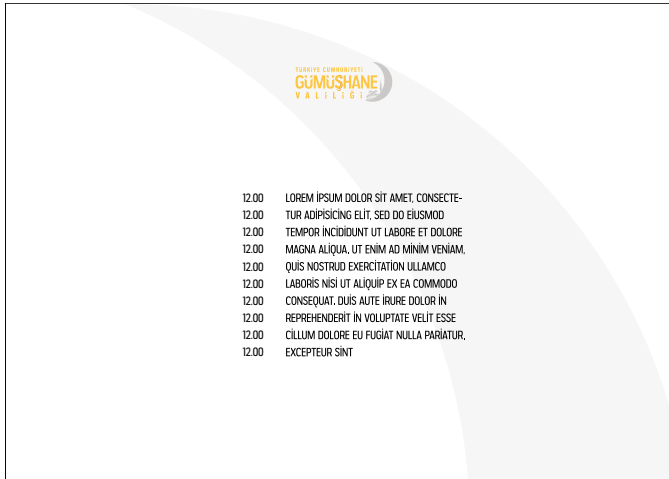 TÜRKİYE CUMHURİYETİ
GÜMÜŞHANE
VALİLİĞİ
12.00 LOREM İPSUM DOLOR SİT AMET, CONSECTE-
12.00 TUR ADİPİSİCİNG ELİT, SED DO EİUSMOD
12.00 TEMPOR İNCİDİDUNT UT LABORE ET DOLORE
12.00 MAGNA ALİQUA, UT ENİM AD MİNİM VENİAM,
12.00 QUİS NOSTRUD EXERCİTATİON ULLAMCO
12.00 LABORİS NİSİ UT ALİQUİP EX EA COMMODO
12.00 CONSEQUAT. DUİS AUTE İRURE DOLOR İN
12.00 REPREHENDERİT İN VOLUPTATE VELİT ESSE
12.00 CİLLUM DOLORE EU FUGİAT NULLA PARİATUR,
12.00 EXCEPTEUR SİNT